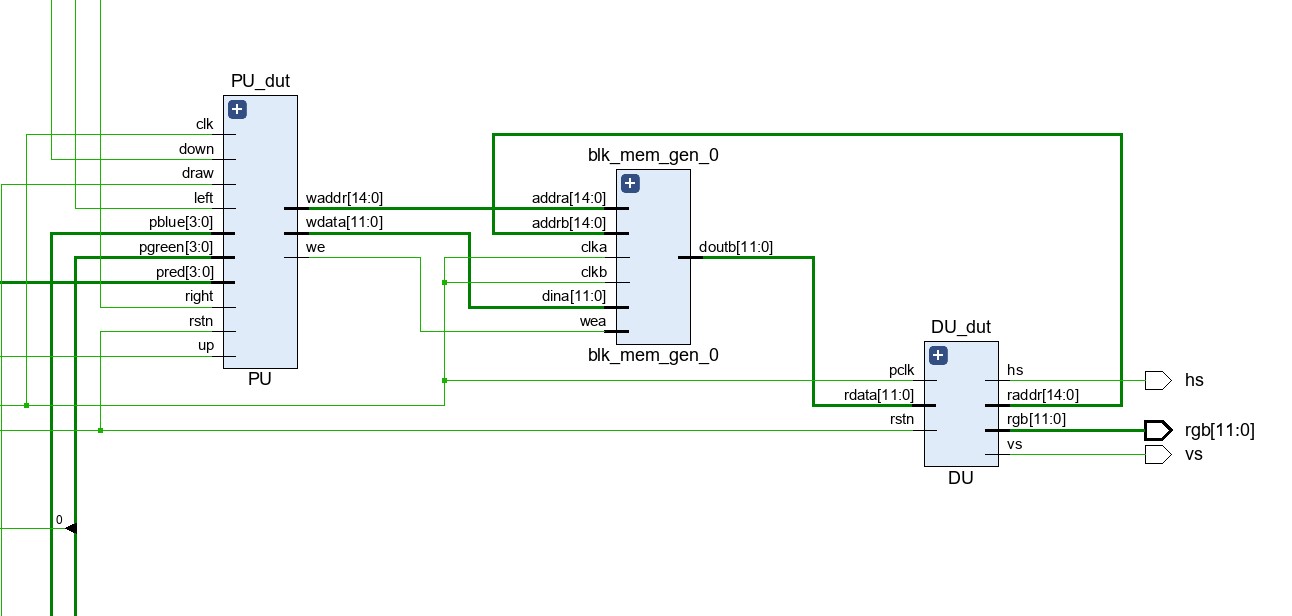 PU_dut
clk
down
draw
left
pblue[3:0]
pgreen[3:0]
pred[3:0]
right
rstn
up
waddr[14:0]
wdata[11:0]
we
PU
blk_mem_gen_0
addra[14:0]
addrb[14:0]
clka
clkb
dina[11:0]
wea
doutb[11:0]
blk_mem_gen_0
DU_dut
pclk
rdata[11:0]
rstn
hs
raddr[14:0]
rgb[11:0]
vs
DU
hs
rgb[11:0]
vs
0